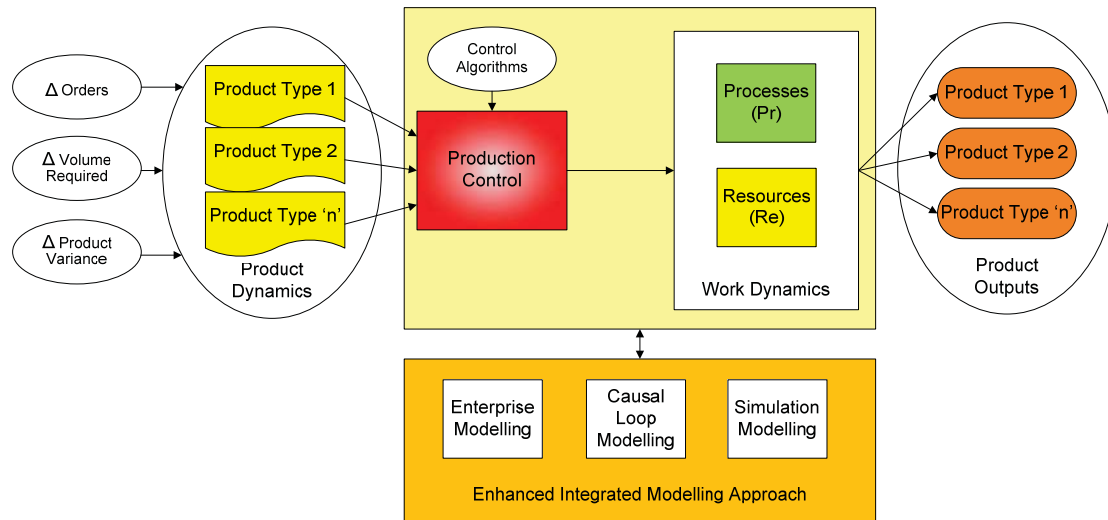 Δ Orders
Δ Volume
Required
Δ Product
Variance
Product Type 1
Product Type 2
Product Type ‘n’
Product
Dynamics
Control
Algorithms
Production
Control
Processes
(Pr)
Resources
(Re)
Work Dynamics
Product Type 1
Product Type 2
Product Type ‘n’
Product
Outputs
Enterprise
Modelling
Causal
Loop
Modelling
Simulation
Modelling
Enhanced Integrated Modelling Approach